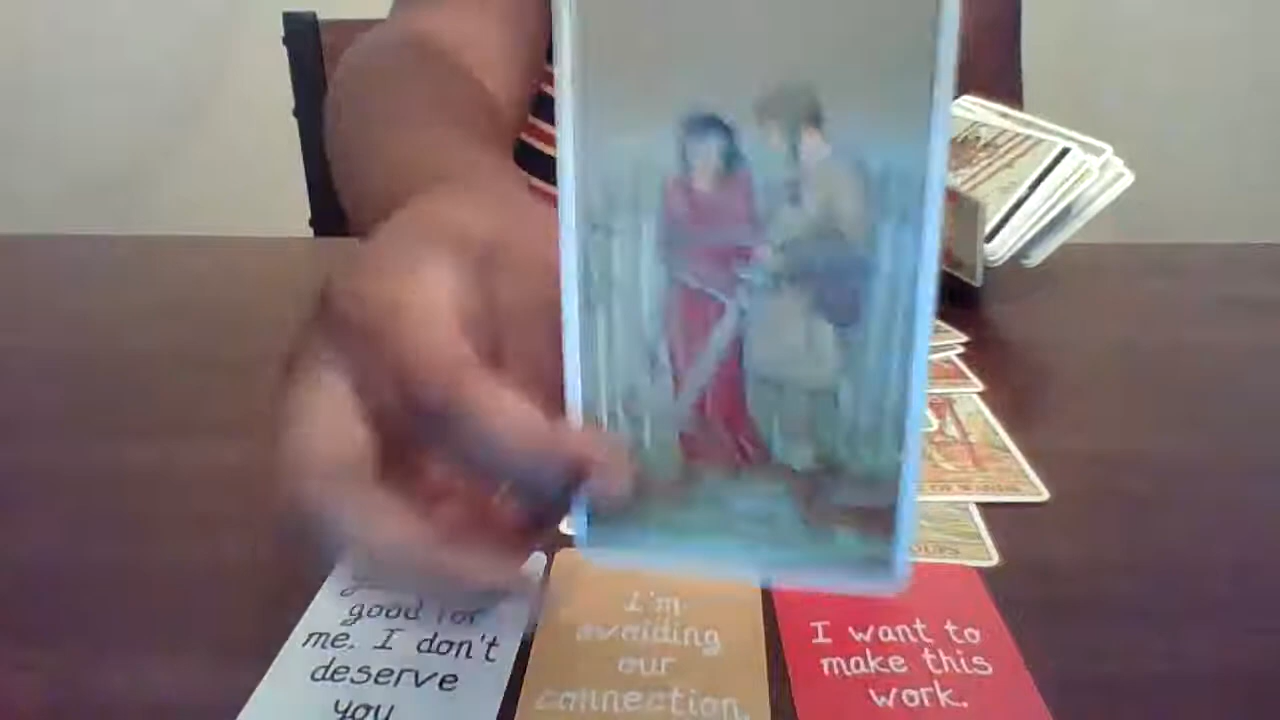 good for
me. I don't
deserve
you
I'm
avoiding
our
connection.
I want to
make this
work.